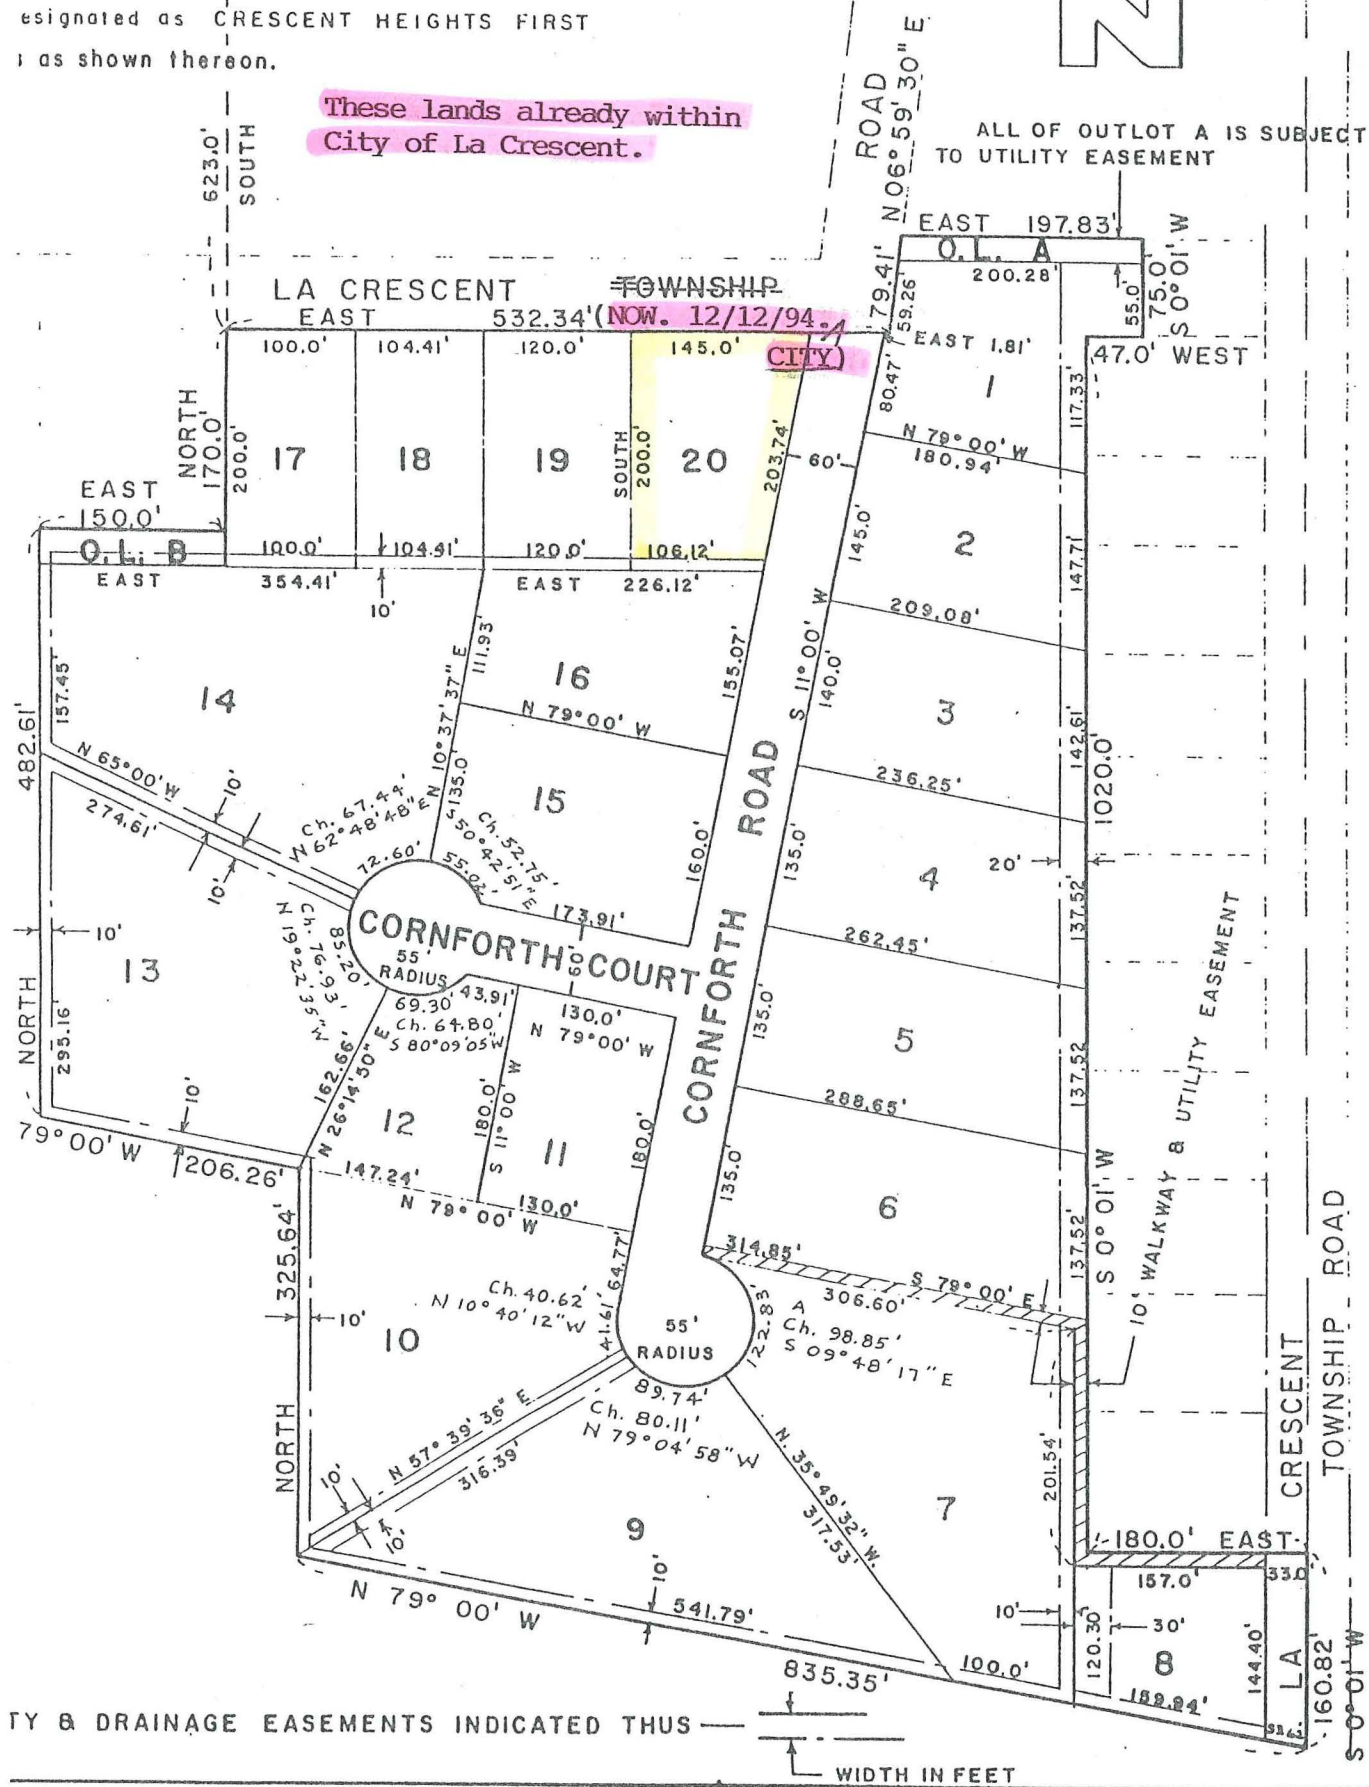 esignated as CRESCENT HEIGHTS FIRST
as shown thereon.
These lands already within
City of La Crescent.
623.0'
SOUTH
ROAD
N 06° 59' 30" E
Z
ALL OF OUTLOT A IS SUBJECT
TO UTILITY EASEMENT
EAST 197.83'
O. L. A
200.28'
79.41'
59.26'
55.0'
75.0'
S 0° 01' W
LA CRESCENT TOWNSHIP
EAST 532.34' (NOW. 12/12/94.
CITY)
EAST 1.81'
47.0' WEST
100.0' 104.41' 120.0' 145.0'
80.47'
1
117.33'
NORTH
170.0'
200.0'
17 18 19
SOUTH
200.0'
20
203.74'
60'
N 79° 00' W
180.94'
EAST
150.0'
O. L. B
100.0' 104.41' 120.0' 106.12'
EAST 354.41' EAST 226.12'
10'
145.0'
2
147.71'
209.08'
482.61'
157.45'
14
111.93'
16
155.07'
S 11° 00' W
140.0'
3
142.61'
1020.0'
N 79° 00' W
N 10° 37' 37" E
135.0'
236.25'
N 65° 00' W
10'
274.61'
10'
Ch. 67.44'
N 62° 48' 48" E
72.60'
15
Ch. 52.75'
S 50° 42' 51" E
55.02'
160.0'
135.0'
4
20'
137.52'
173.91'
262.45'
CORNFORTH COURT
60'
CORNFORTH ROAD
10'
13
NORTH
295.16'
Ch. 76.93'
N 19° 22' 35" W
85.20'
55'
RADIUS
43.91'
69.30'
Ch. 64.80'
S 80° 09' 05" W
130.0'
N 79° 00' W
135.0'
5
137.52
288.65'
162.66'
N 26° 14' 50" E
12
180.0'
S 11° 00' W
11
180.0'
135.0'
6
137.52'
S 0° 01' W
10' WALKWAY & UTILITY EASEMENT
79° 00' W
10'
206.26'
147.24'
N 79° 00' W
130.0'
325.64'
NORTH
10'
10
64.77'
Ch. 40.62'
N 10° 40' 12" W
41.61'
55'
RADIUS
122.83'
314.85'
S 79° 00' E
306.60'
A
Ch. 98.85'
S 09° 48' 17" E
89.74'
Ch. 80.11'
N 79° 04' 58" W
N 57° 39' 36" E
316.39'
10'
10'
9
N. 35° 49' 32" W.
317.53'
7
201.54'
LA CRESCENT
TOWNSHIP ROAD
180.0' EAST
157.0' 33.0'
10'
30'
120.30'
8
144.40'
160.82'
S 0° 01' W
N 79° 00' W
10'
541.79'
835.35'
100.0'
159.94'
TY & DRAINAGE EASEMENTS INDICATED THUS
WIDTH IN FEET